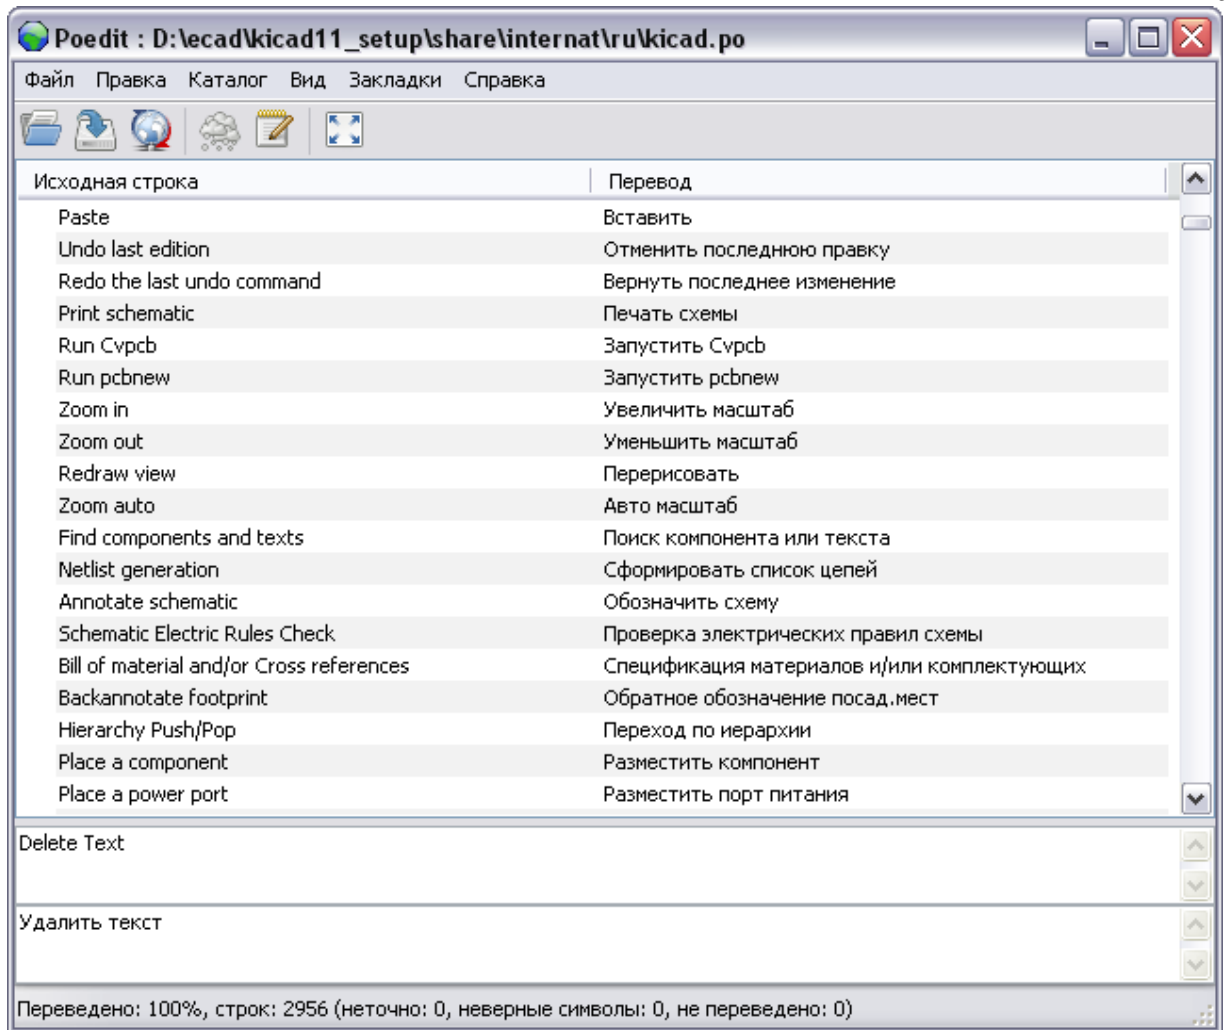 Poedit : D:\ecad\kicad11_setup\share\internat\ru\kicad.po
Файл Правка Каталог Вид Закладки Справка
Исходная строка Перевод
Paste Вставить
Undo last edition Отменить последнюю правку
Redo the last undo command Вернуть последнее изменение
Print schematic Печать схемы
Run Cvpcb Запустить Cvpcb
Run pcbnew Запустить pcbnew
Zoom in Увеличить масштаб
Zoom out Уменьшить масштаб
Redraw view Перерисовать
Zoom auto Авто масштаб
Find components and texts Поиск компонента или текста
Netlist generation Сформировать список цепей
Annotate schematic Обозначить схему
Schematic Electric Rules Check Проверка электрических правил схемы
Bill of material and/or Cross references Спецификация материалов и/или комплектующих
Backannotate footprint Обратное обозначение посад.мест
Hierarchy Push/Pop Переход по иерархии
Place a component Разместить компонент
Place a power port Разместить порт питания
Delete Text
Удалить текст
Переведено: 100%, строк: 2956 (неточно: 0, неверные символы: 0, не переведено: 0)